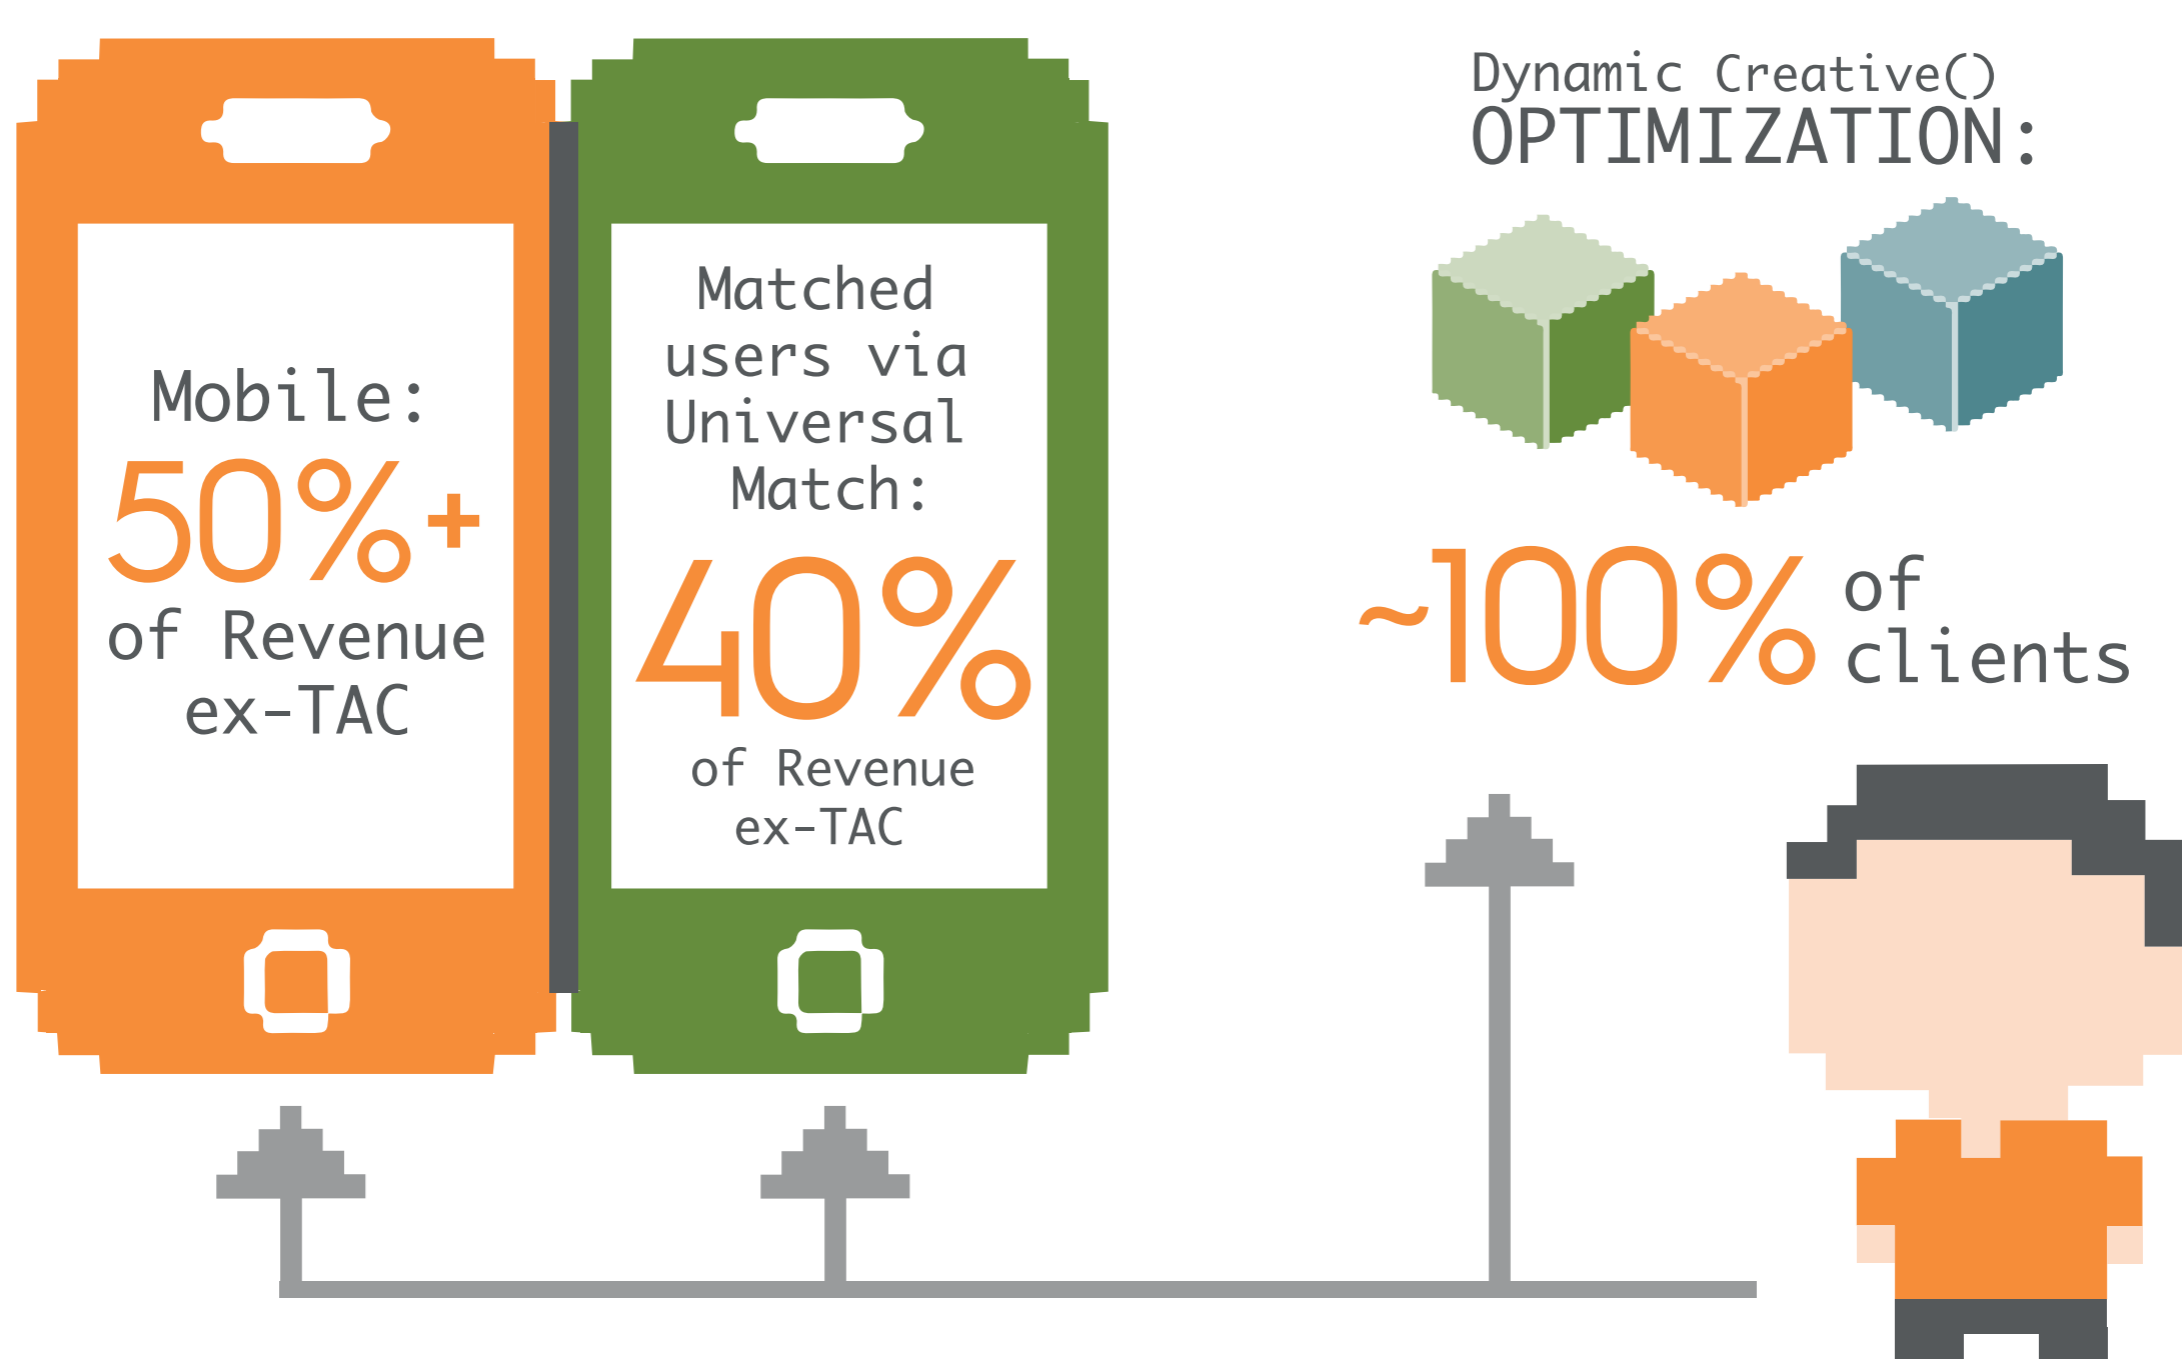 Mobile:
50%+
of Revenue
ex-TAC
Matched
users via
Universal
Match:
40%
of Revenue
ex-TAC
Dynamic Creative()
OPTIMIZATION:
~100% of
clients